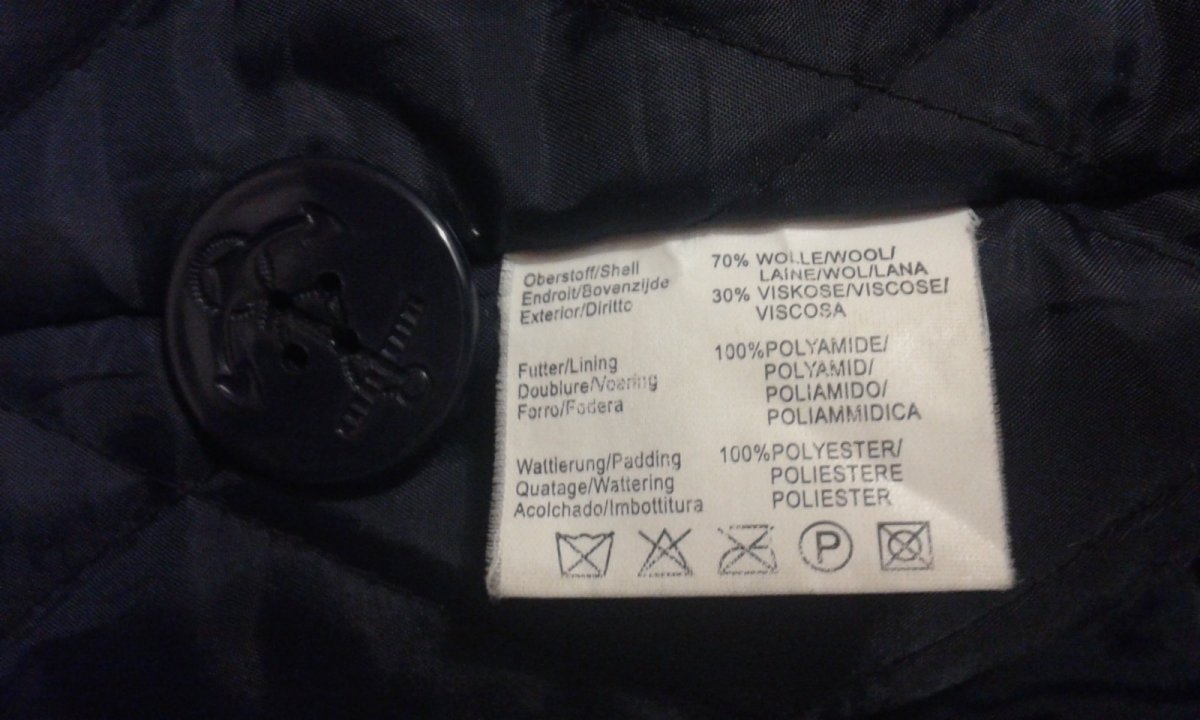 Oberstoff/Shell
Endroit/Bovenzijde
Exterior/Diritto
70% WOLLE/WOOL/
LAINE/WOL/LANA
30% VISKOSE/VISCOSE/
VISCOSA
Futter/Lining
Doublure/Voering
Forro/Fodera
100%POLYAMIDE/
POLYAMID/
POLIAMIDO/
POLIAMMIDICA
Wattierung/Padding
Quatage/Wattering
Acolchado/Imbottitura
100%POLYESTER/
POLIESTERE
POLIESTER
P